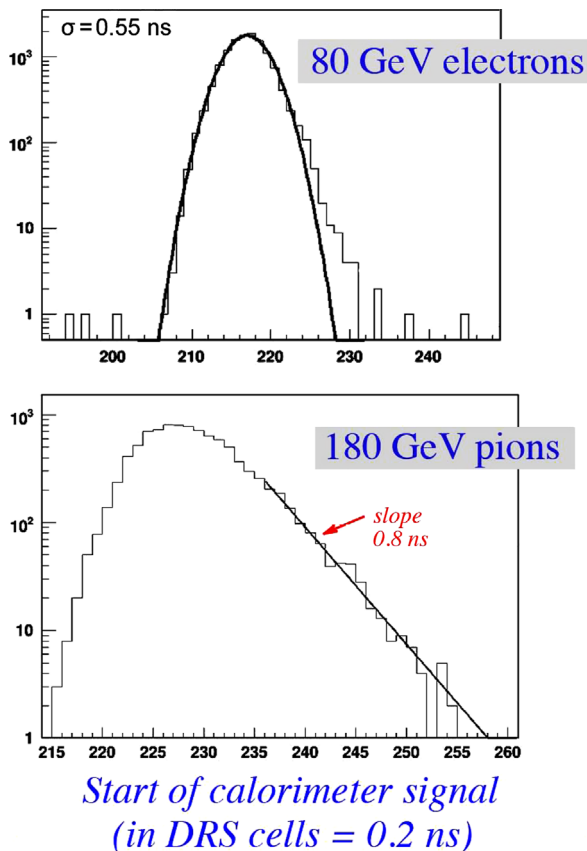 σ=0.55 ns
80 GeV electrons
10³
10²
10
1
200 210 220 230 240
180 GeV pions
slope
0.8 ns
10³
10²
10
1
215 220 225 230 235 240 245 250 255 260
Start of calorimeter signal
(in DRS cells = 0.2 ns)